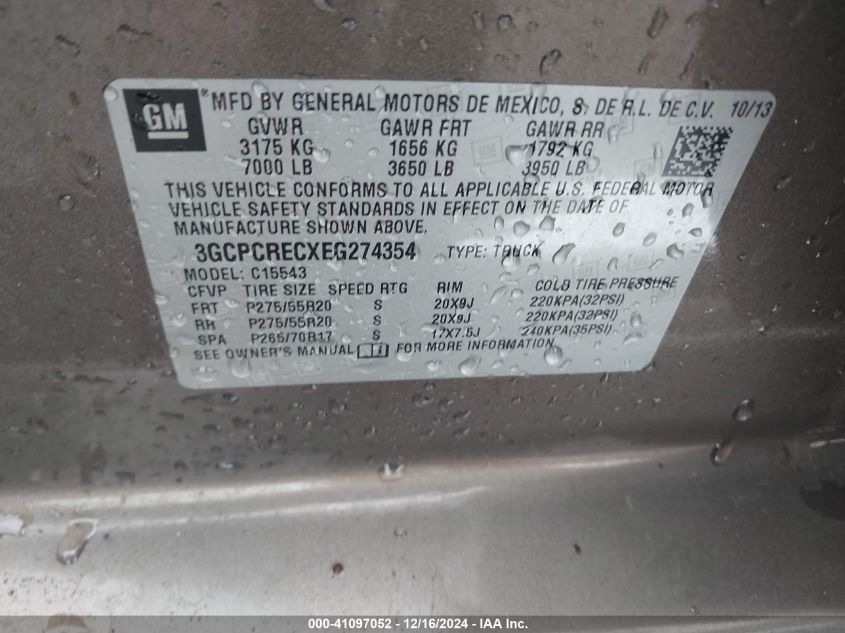 GM ® MFD BY GENERAL MOTORS DE MEXICO, S. DE R.L. DE C.V. 10/13
GVWR GAWR FRT GAWR RR
3175 KG 1656 KG 1792 KG
7000 LB 3650 LB 3950 LB
THIS VEHICLE CONFORMS TO ALL APPLICABLE U.S. FEDERAL MOTOR
VEHICLE SAFETY STANDARDS IN EFFECT ON THE DATE OF
MANUFACTURE SHOWN ABOVE.
3GCPCRECXEG274354 TYPE: TRUCK
MODEL: C15543
CFVP TIRE SIZE SPEED RTG RIM COLD TIRE PRESSURE
FRT P275/55R20 S 20X9J 220KPA(32PSI)
RH P275/55R20 S 20X9J 220KPA(32PSI)
SPA P265/70R17 S 17X7.5J 240KPA(35PSI)
SEE OWNER'S MANUAL FOR MORE INFORMATION
000-41097052 - 12/16/2024 - IAA Inc.